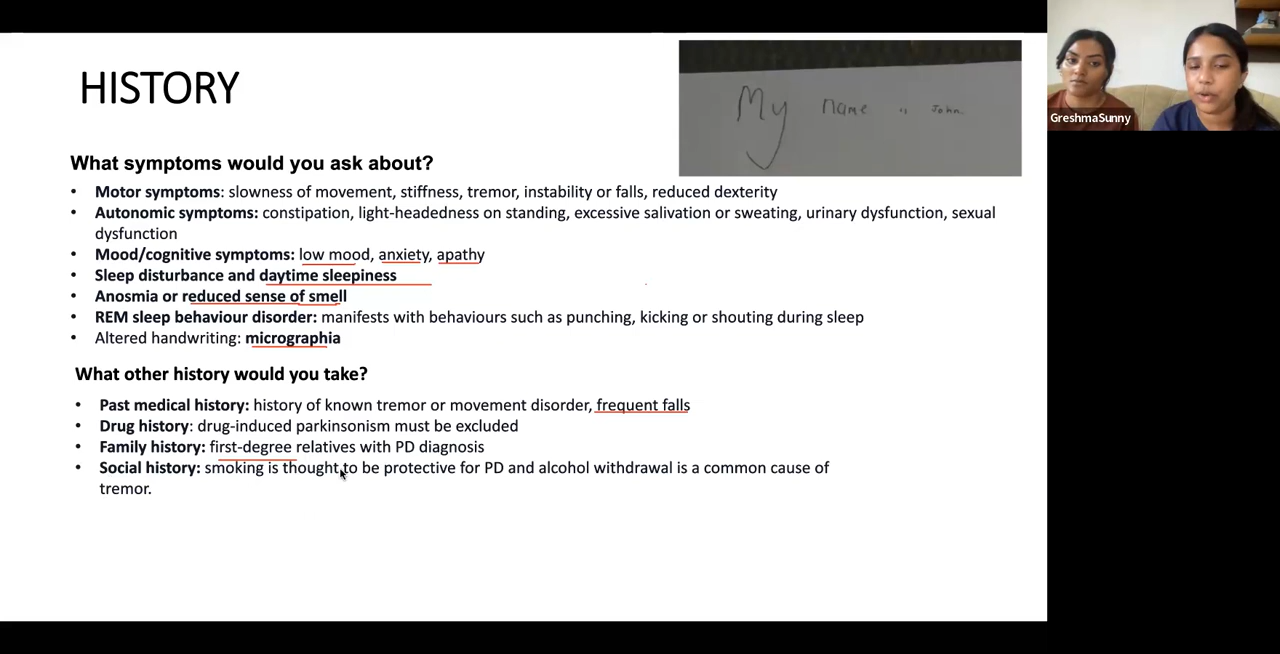 HISTORY
My name is John.
GreshmaSunny
What symptoms would you ask about?
• Motor symptoms: slowness of movement, stiffness, tremor, instability or falls, reduced dexterity
• Autonomic symptoms: constipation, light-headedness on standing, excessive salivation or sweating, urinary dysfunction, sexual
dysfunction
• Mood/cognitive symptoms: low mood, anxiety, apathy
• Sleep disturbance and daytime sleepiness
• Anosmia or reduced sense of smell
• REM sleep behaviour disorder: manifests with behaviours such as punching, kicking or shouting during sleep
• Altered handwriting: micrographia
What other history would you take?
• Past medical history: history of known tremor or movement disorder, frequent falls
• Drug history: drug-induced parkinsonism must be excluded
• Family history: first-degree relatives with PD diagnosis
• Social history: smoking is thought to be protective for PD and alcohol withdrawal is a common cause of
tremor.